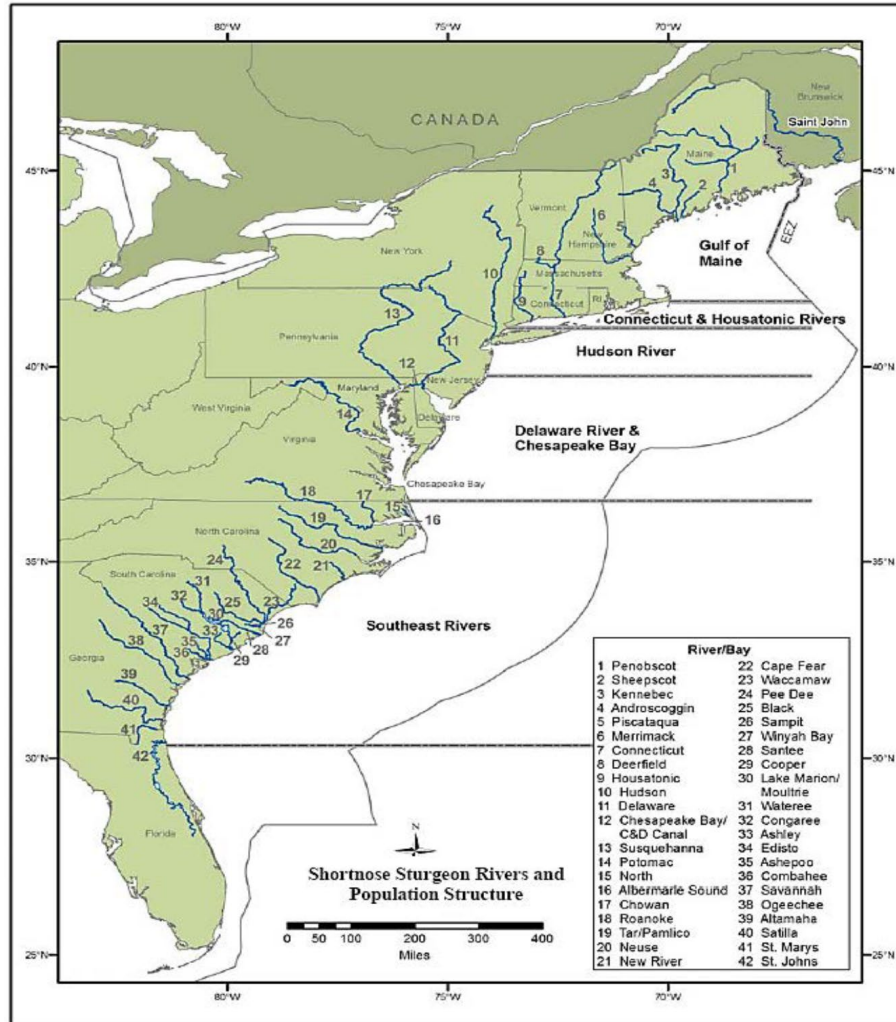 80°W 75°W 70°W
CANADA
New
Brunswick
Saint John
45°N 45°N
Maine
1
3
2
4
Vermont
6
5
New
Hampshire
Gulf of
Maine
EEZ
New York
8
10
Massachusetts
9
7
Connecticut
RI
Connecticut & Housatonic Rivers
13
11
Hudson River
Pennsylvania
40°N 40°N
12
New Jersey
Maryland
West Virginia
Delaware
14
Delaware River &
Chesapeake Bay
Virginia
Chesapeake Bay
18
17
15
16
19
North Carolina
20
35°N 35°N
24
22
21
South Carolina
31
32
25
34
30
23
26
33
27
37
35
28
36
29
38
Southeast Rivers
Georgia
39
40
41
30°N 30°N
42
Florida
N
Shortnose Sturgeon Rivers and
Population Structure
0 50 100 200 300 400
Miles
25°N 25°N
80°W 75°W 70°W
River/Bay
1 Penobscot
2 Sheepscot
3 Kennebec
4 Androscoggin
5 Piscataqua
6 Merrimack
7 Connecticut
8 Deerfield
9 Housatonic
10 Hudson
11 Delaware
12 Chesapeake Bay/
C&D Canal
13 Susquehanna
14 Potomac
15 North
16 Albermarle Sound
17 Chowan
18 Roanoke
19 Tar/Pamlico
20 Neuse
21 New River
22 Cape Fear
23 Waccamaw
24 Pee Dee
25 Black
26 Sampit
27 Winyah Bay
28 Santee
29 Cooper
30 Lake Marion/
Moultrie
31 Wateree
32 Congaree
33 Ashley
34 Edisto
35 Ashepoo
36 Combahee
37 Savannah
38 Ogeechee
39 Altamaha
40 Satilla
41 St. Marys
42 St. Johns